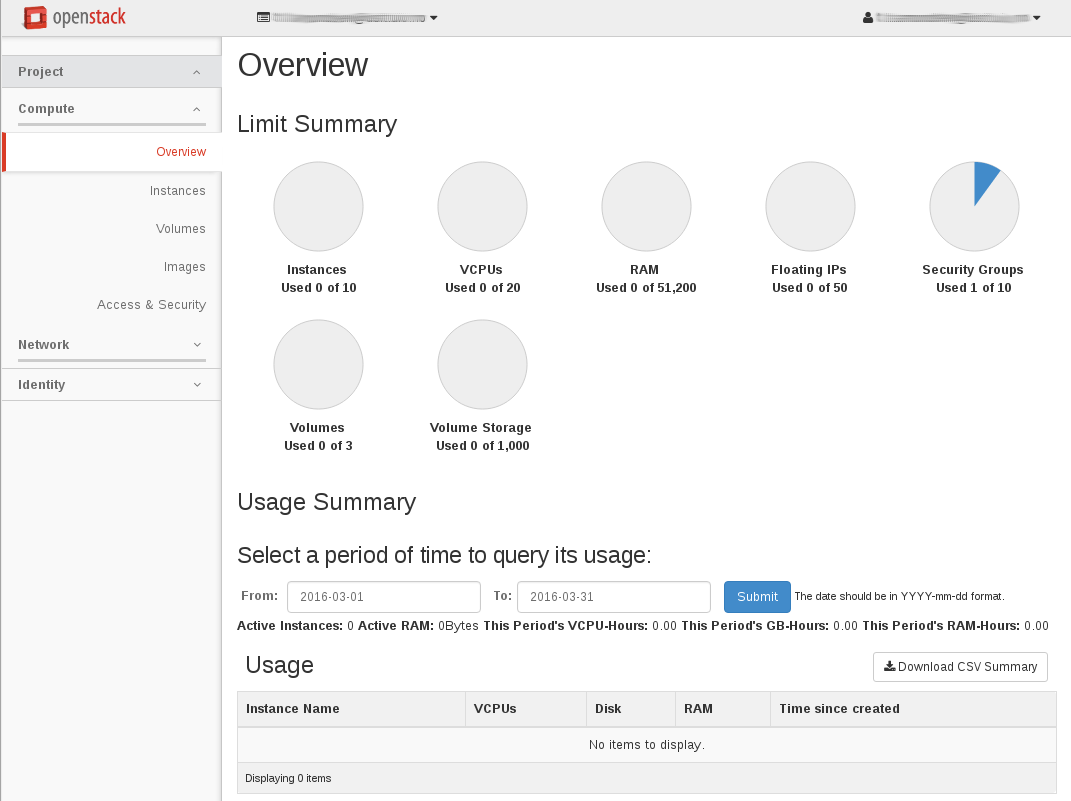 openstack
Project
Compute
Overview
Instances
Volumes
Images
Access & Security
Network
Identity
Overview
Limit Summary
Instances
Used 0 of 10
VCPUs
Used 0 of 20
RAM
Used 0 of 51,200
Floating IPs
Used 0 of 50
Security Groups
Used 1 of 10
Volumes
Used 0 of 3
Volume Storage
Used 0 of 1,000
Usage Summary
Select a period of time to query its usage:
From: 2016-03-01 To: 2016-03-31 Submit The date should be in YYYY-mm-dd format.
Active Instances: 0 Active RAM: 0Bytes This Period's VCPU-Hours: 0.00 This Period's GB-Hours: 0.00 This Period's RAM-Hours: 0.00
Usage Download CSV Summary
Instance Name VCPUs Disk RAM Time since created
No items to display.
Displaying 0 items